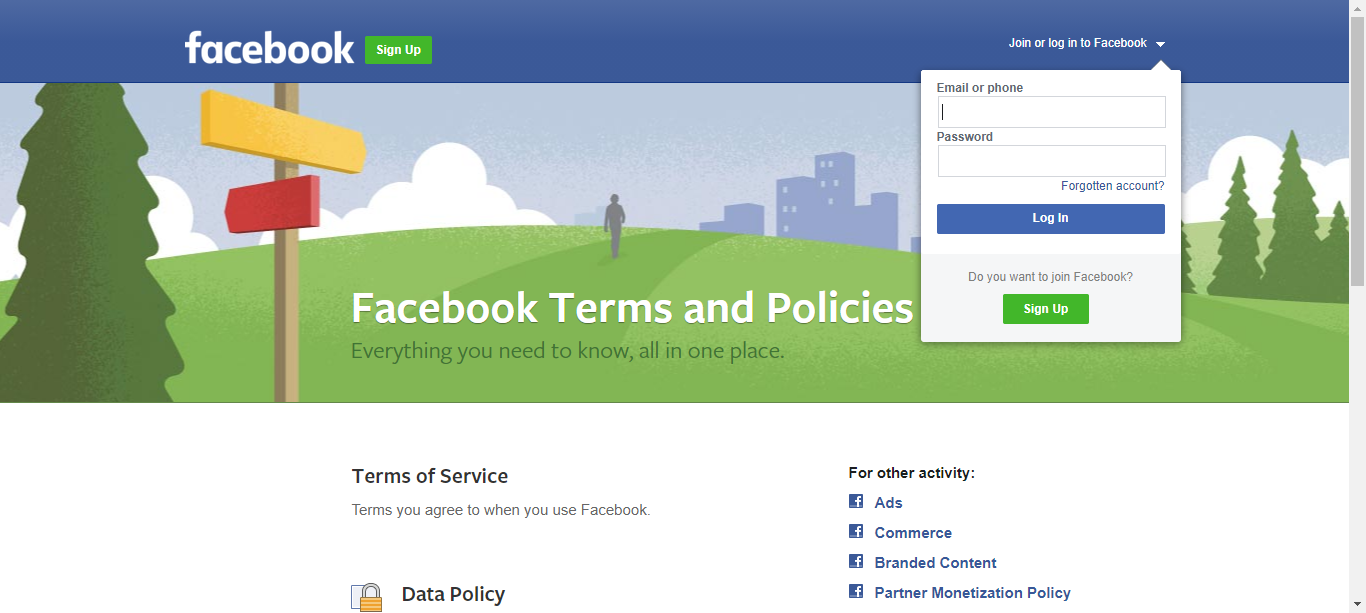 facebook
Sign Up
Join or log in to Facebook
Email or phone
Password
Forgotten account?
Log In
Do you want to join Facebook?
Sign Up
Facebook Terms and Policies
Everything you need to know, all in one place.
Terms of Service
Terms you agree to when you use Facebook.
Data Policy
For other activity:
Ads
Commerce
Branded Content
Partner Monetization Policy